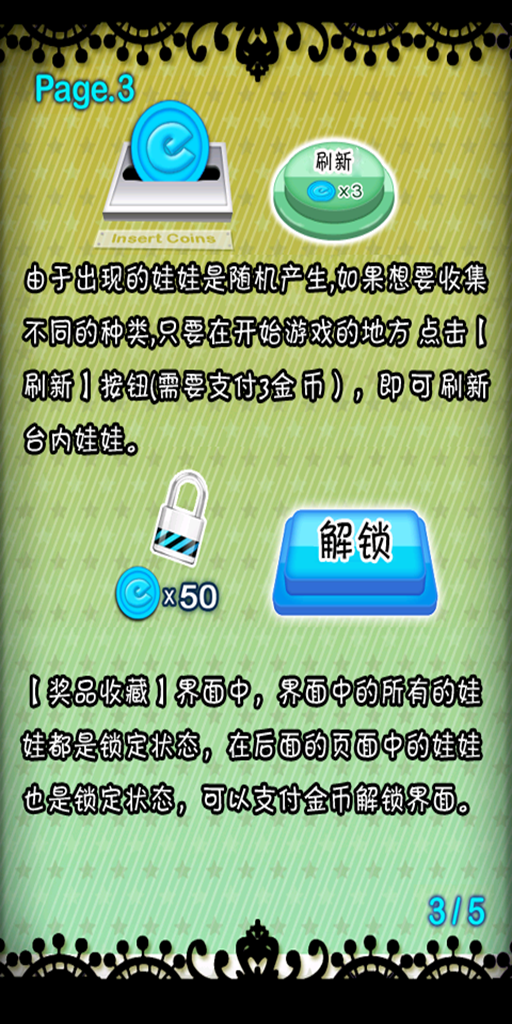 Page.3
刷新
x3
Insert Coins
由于出现的娃娃是随机产生,如果想要收集
不同的种类,只要在开始游戏的地方 点击【
刷新】按钮(需要支付3金币），即可刷新
台内娃娃。
解锁
x50
【奖品收藏】界面中，界面中的所有的娃
娃都是锁定状态，在后面的页面中的娃娃
也是锁定状态，可以支付金币解锁界面。
3/5